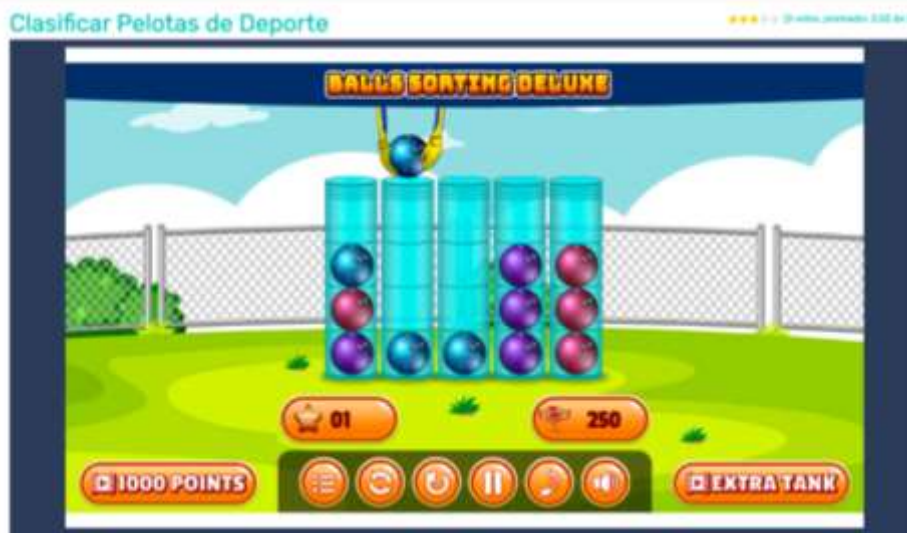 Clasificar Pelotas de Deporte
BALLS SORTING DELUXE
01
250
1000 POINTS
EXTRA TANK